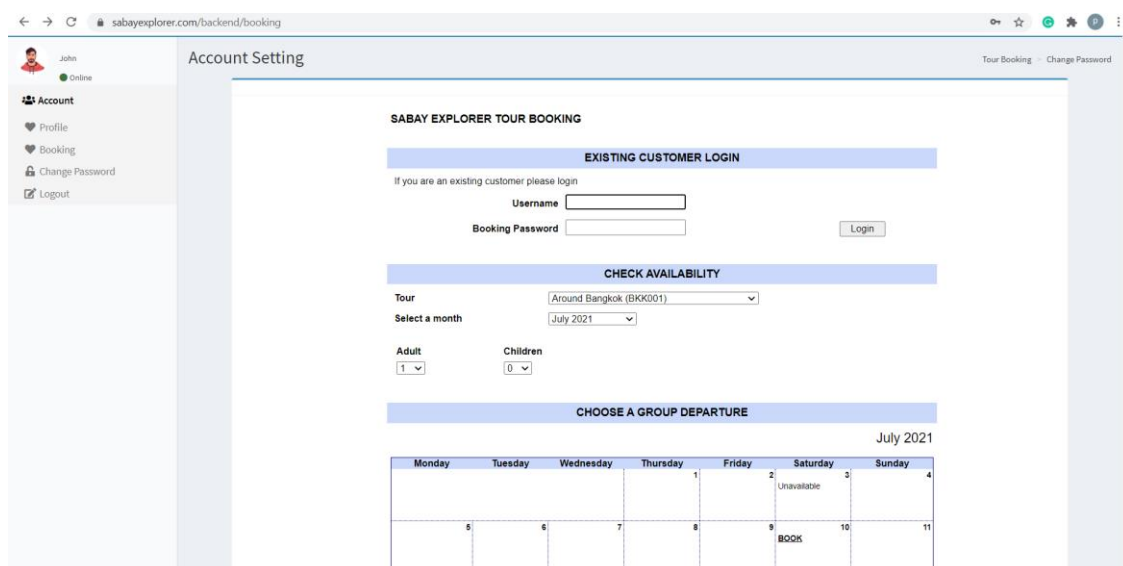 sabayexplorer.com/backend/booking
P
John
Online
Account
Profile
Booking
Change Password
Logout
Account Setting
Tour Booking - Change Password
SABAY EXPLORER TOUR BOOKING
EXISTING CUSTOMER LOGIN
If you are an existing customer please login
Username
Booking Password
Login
CHECK AVAILABILITY
Tour Around Bangkok (BKK001)
Select a month July 2021
Adult Children
1 0
CHOOSE A GROUP DEPARTURE
July 2021
Monday Tuesday Wednesday Thursday Friday Saturday Sunday
1 2 3 4
Unavailable
5 6 7 8 9 10 11
BOOK